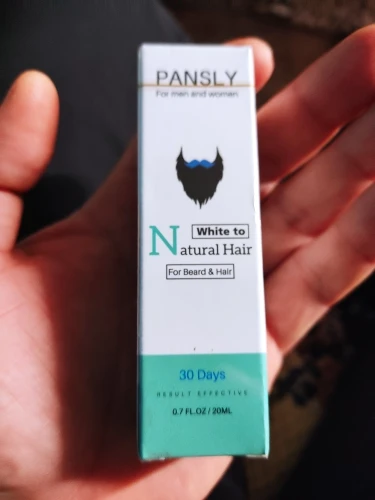 PANSLY
For men and women
White to
Natural Hair
For Beard & Hair
30 Days
RESULT EFFECTIVE
0.7 FL.OZ / 20ML